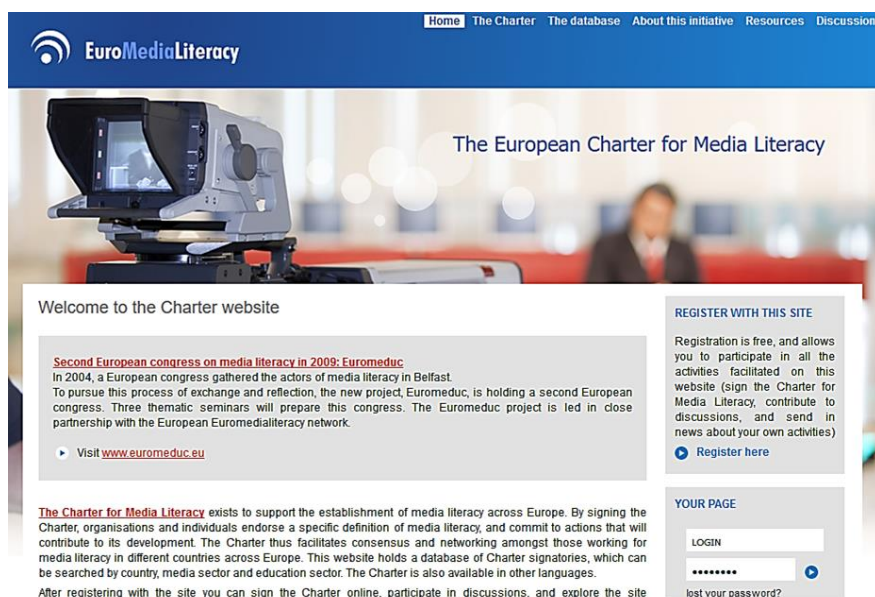 Home The Charter The database About this initiative Resources Discussion
EuroMediaLiteracy
The European Charter for Media Literacy
Welcome to the Charter website
Second European congress on media literacy in 2009: Euromeduc
In 2004, a European congress gathered the actors of media literacy in Belfast.
To pursue this process of exchange and reflection, the new project, Euromeduc, is holding a second European
congress. Three thematic seminars will prepare this congress. The Euromeduc project is led in close
partnership with the European Euromedialiteracy network.
Visit www.euromeduc.eu
The Charter for Media Literacy exists to support the establishment of media literacy across Europe. By signing the
Charter, organisations and individuals endorse a specific definition of media literacy, and commit to actions that will
contribute to its development. The Charter thus facilitates consensus and networking amongst those working for
media literacy in different countries across Europe. This website holds a database of Charter signatories, which can
be searched by country, media sector and education sector. The Charter is also available in other languages.
After registering with the site you can sign the Charter online, participate in discussions, and explore the site
REGISTER WITH THIS SITE
Registration is free, and allows
you to participate in all the
activities facilitated on this
website (sign the Charter for
Media Literacy, contribute to
discussions, and send in
news about your own activities)
Register here
YOUR PAGE
LOGIN
••••••••
lost your password?